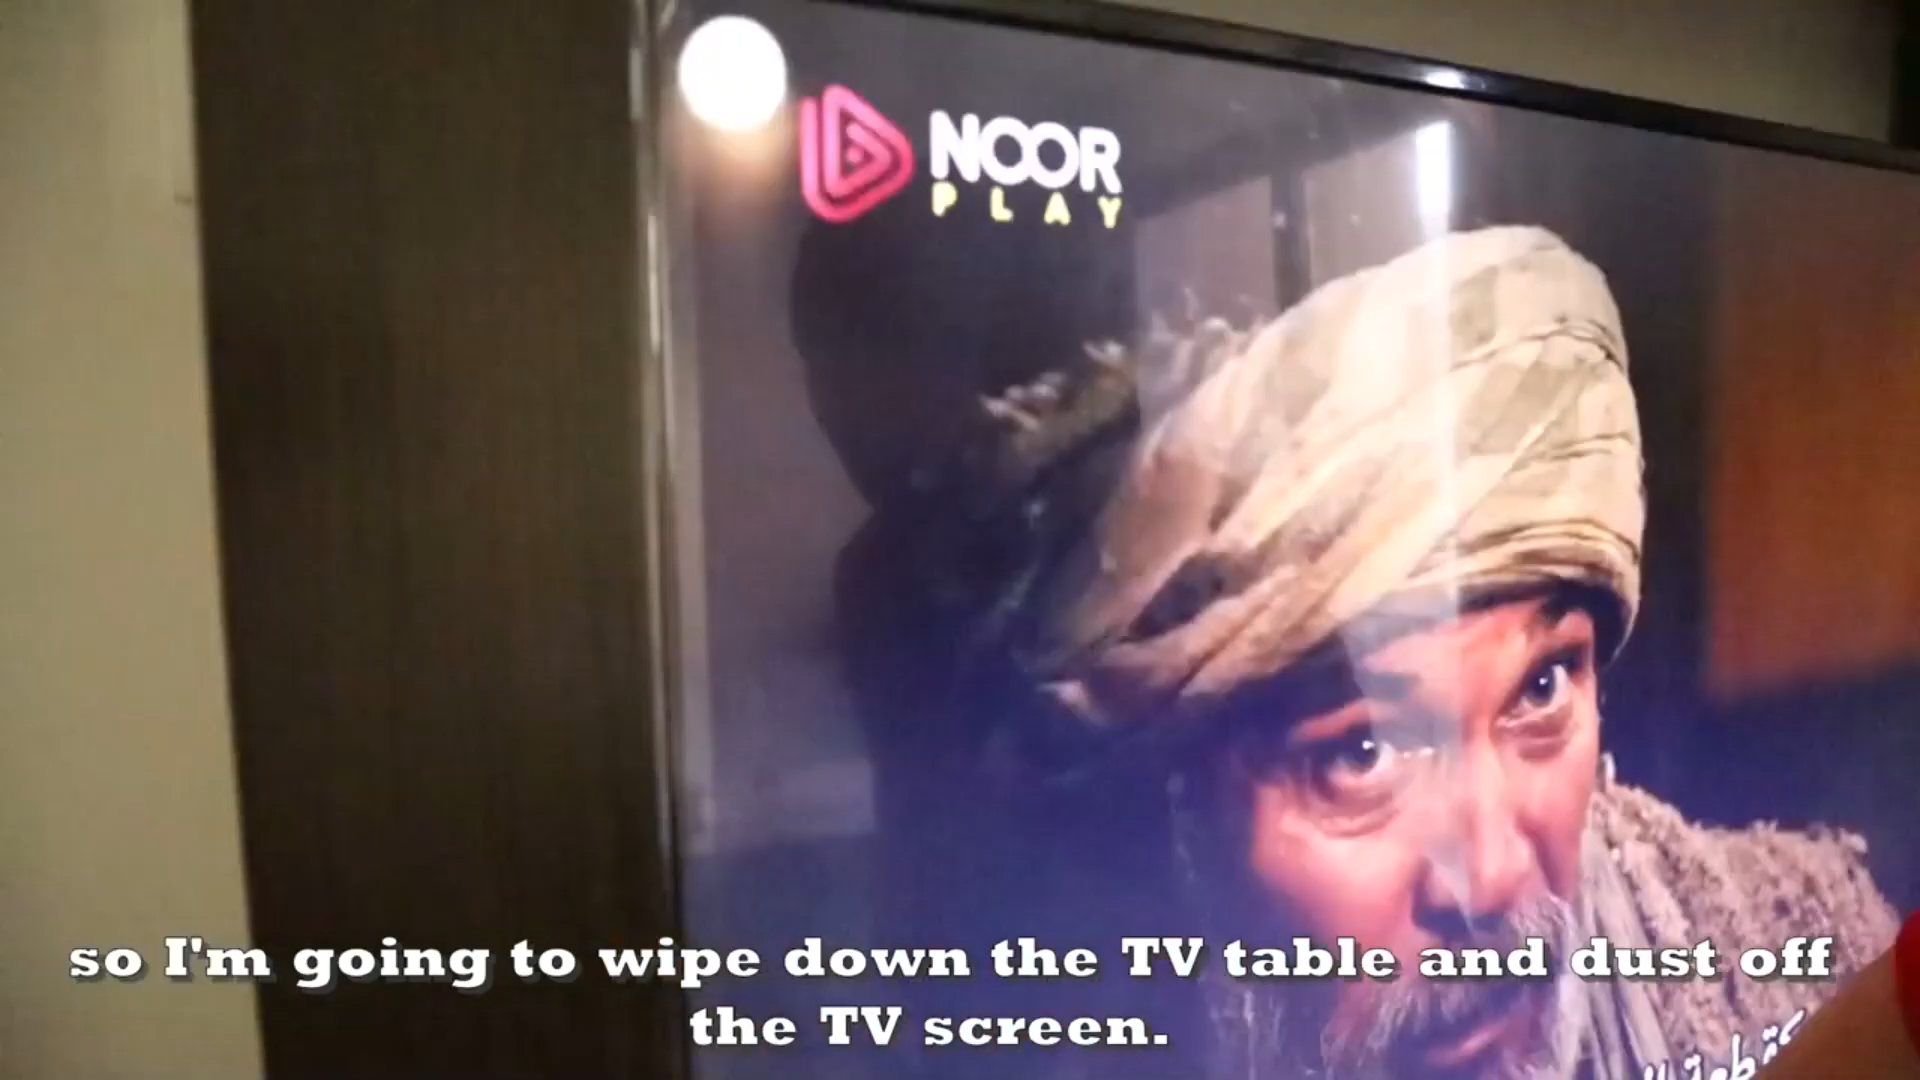 NOOR
PLAY
so I'm going to wipe down the TV table and dust off
the TV screen.